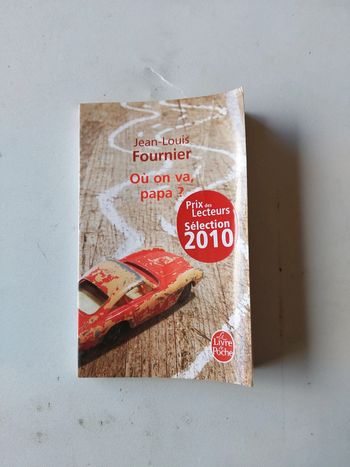 Jean-Louis
Fournier
Où on va,
papa ?
Prix des
Lecteurs
Sélection
2010
Le
Livre
de
Poche